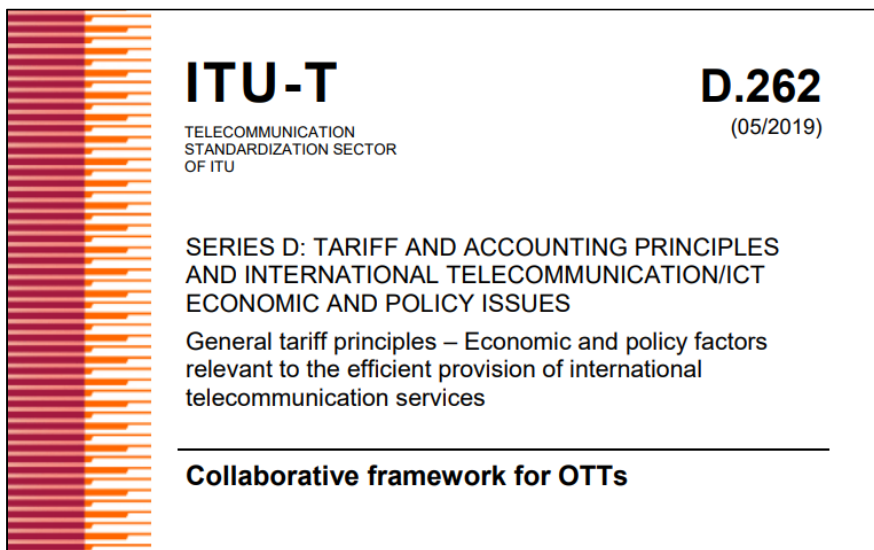 ITU-T
D.262
TELECOMMUNICATION
STANDARDIZATION SECTOR
OF ITU
(05/2019)
SERIES D: TARIFF AND ACCOUNTING PRINCIPLES
AND INTERNATIONAL TELECOMMUNICATION/ICT
ECONOMIC AND POLICY ISSUES
General tariff principles – Economic and policy factors
relevant to the efficient provision of international
telecommunication services
Collaborative framework for OTTs